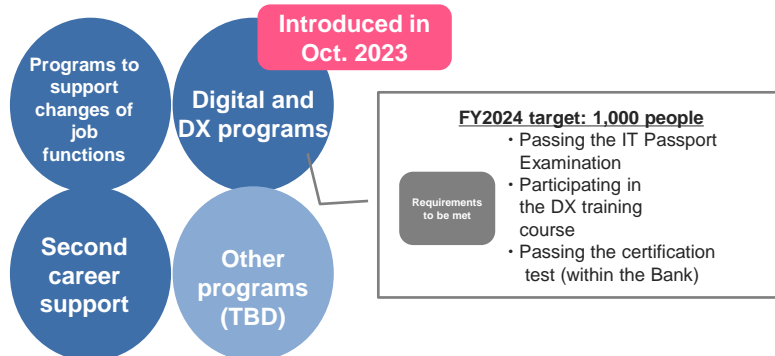 Introduced in
Oct. 2023
Programs to
support
changes of
job
functions
Digital and
DX programs
Second
career
support
Other
programs
(TBD)
FY2024 target: 1,000 people
Requirements
to be met
・Passing the IT Passport
Examination
・Participating in
the DX training
course
・Passing the certification
test (within the Bank)